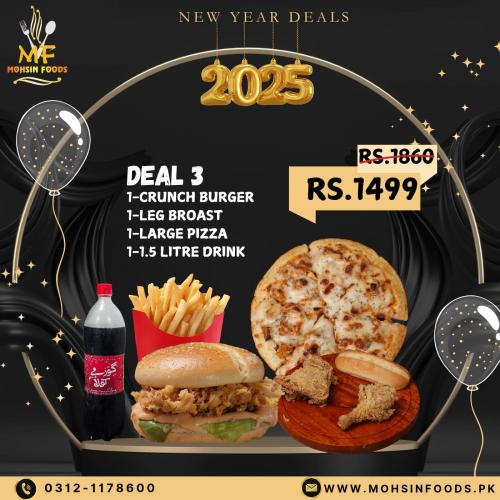 NEW YEAR DEALS
2025
MF
MOHSIN FOODS
RS.1860
RS.1499
DEAL 3
1-CRUNCH BURGER
1-LEG BROAST
1-LARGE PIZZA
1-1.5 LITRE DRINK
0312-1178600
WWW.MOHSINFOODS.PK